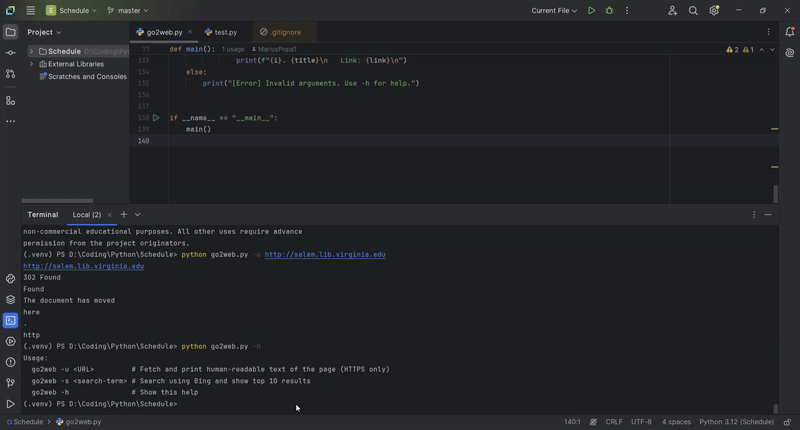 S Schedule master Current File
Project
Schedule D:\Coding\Pyth
External Libraries
Scratches and Consoles
go2web.py test.py .gitignore
77 def main(): 1 usage MariusPopa1 2 1
133 print(f"{i}. {title}\n Link: {link}\n")
134 else:
135 print("[Error] Invalid arguments. Use -h for help.")
136
137
138 if __name__ == "__main__":
139 main()
140
Terminal Local (2)
non-commercial educational purposes. All other uses require advance
permission from the project originators.
(.venv) PS D:\Coding\Python\Schedule> python go2web.py -u http://salem.lib.virginia.edu
http://salem.lib.virginia.edu
302 Found
Found
The document has moved
here
.
http
(.venv) PS D:\Coding\Python\Schedule> python go2web.py -h
Usage:
go2web -u <URL> # Fetch and print human-readable text of the page (HTTPS only)
go2web -s <search-term> # Search using Bing and show top 10 results
go2web -h # Show this help
(.venv) PS D:\Coding\Python\Schedule>
Schedule go2web.py 140:1 CRLF UTF-8 4 spaces Python 3.12 (Schedule)